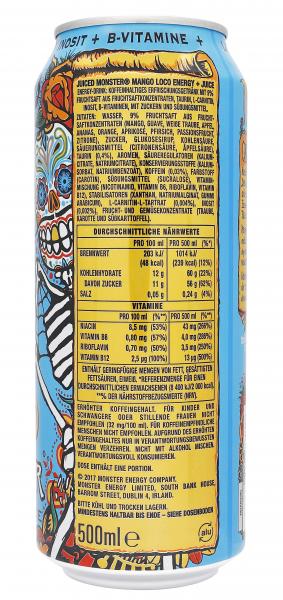 INOSIT + B-VITAMINE +
JUICED MONSTER® MANGO LOCO ENERGY + JUICE
ENERGY-DRINK: KOFFEINHALTIGES ERFRISCHUNGSGETRÄNK MIT 9%
FRUCHTSAFT AUS FRUCHTSAFTKONZENTRATEN, TAURIN, L-CARNITIN,
INOSIT, B-VITAMINEN, MIT ZUCKERN UND SÜßUNGSMITTEL.
ZUTATEN: WASSER, 9% FRUCHTSAFT AUS FRUCHT-
SAFTKONZENTRATEN (MANGO, GUAVE, WEIßE TRAUBE, APFEL,
ANANAS, ORANGE, APRIKOSE, PFIRSICH, PASSIONSFRUCHT,
ZITRONE), ZUCKER, GLUKOSESIRUP, KOHLENSÄURE,
SÄUERUNGSMITTEL (CITRONENSÄURE, ÄPFELSÄURE),
TAURIN (0,4%), AROMEN, SÄUREREGULATOREN (KALIUM-
CITRATE, NATRIUMCITRATE), KONSERVIERUNGSSTOFFE (KALIUM-
SORBAT, NATRIUMBENZOAT), KOFFEIN (0,03%), FARBSTOFF
(CAROTIN), SÜßUNGSMITTEL (SUCRALOSE), VITAMIN-
MISCHUNG (NICOTINAMID, VITAMIN B6, RIBOFLAVIN, VITAMIN
B12), STABILISATOREN (XANTHAN, NATRIUMALGINAT, GUMMI
ARABICUM), L-CARNITIN-L-TARTRAT (0,004%), INOSIT
(0,002%), FRUCHT- UND GEMÜSEKONZENTRATE (TRAUBE,
KAROTTE UND SÜßKARTOFFEL).
DURCHSCHNITTLICHE NÄHRWERTE
PRO 100 ml PRO 500 ml (%*)
BRENNWERT 203 kJ/ 1014 kJ/
(48 kcal) (239 kcal) (12%)
KOHLENHYDRATE 12 g 60 g (23%)
DAVON ZUCKER 11 g 56 g (62%)
SALZ 0,05 g 0,24 g (4%)
VITAMINE
PRO 100 ml (%**) PRO 500 ml (%**)
NIACIN 8,5 mg (53%) 43 mg (266%)
VITAMIN B6 0,80 mg (57%) 4,0 mg (286%)
RIBOFLAVIN 0,70 mg (50%) 3,5 mg (250%)
VITAMIN B12 2,5 µg (100%) 13 µg (500%)
ENTHÄLT GERINGFÜGIGE MENGEN VON FETT, GESÄTTIGTEN
FETTSÄUREN, EIWEIß. *REFERENZMENGE FÜR EINEN
DURCHSCHNITTLICHEN ERWACHSENEN (8 400 kJ/2 000 kcal).
**% DER NÄHRSTOFFBEZUGSWERTE (NRV).
ERHÖHTER KOFFEINGEHALT. FÜR KINDER UND
SCHWANGERE ODER STILLENDE FRAUEN NICHT
EMPFOHLEN (32 mg/100 ml). FÜR KOFFEINEMPFINDLICHE
MENSCHEN NICHT EMPFOHLEN. AUFGRUND DES ERHÖHTEN
KOFFEINGEHALTES NUR IN VERANTWORTUNGSBEWUSSTEN
MENGEN VERZEHREN. NICHT MIT ALKOHOL MISCHEN.
VERANTWORTUNGSVOLL KONSUMIEREN.
DOSE ENTHÄLT EINE PORTION.
© 2017 MONSTER ENERGY COMPANY.
MONSTER ENERGY LIMITED, SOUTH BANK HOUSE,
BARROW STREET, DUBLIN 4, IRLAND.
BITTE KÜHL UND TROCKEN LAGERN.
MINDESTENS HALTBAR BIS ENDE - SIEHE DOSENBODEN
500ml e
alu